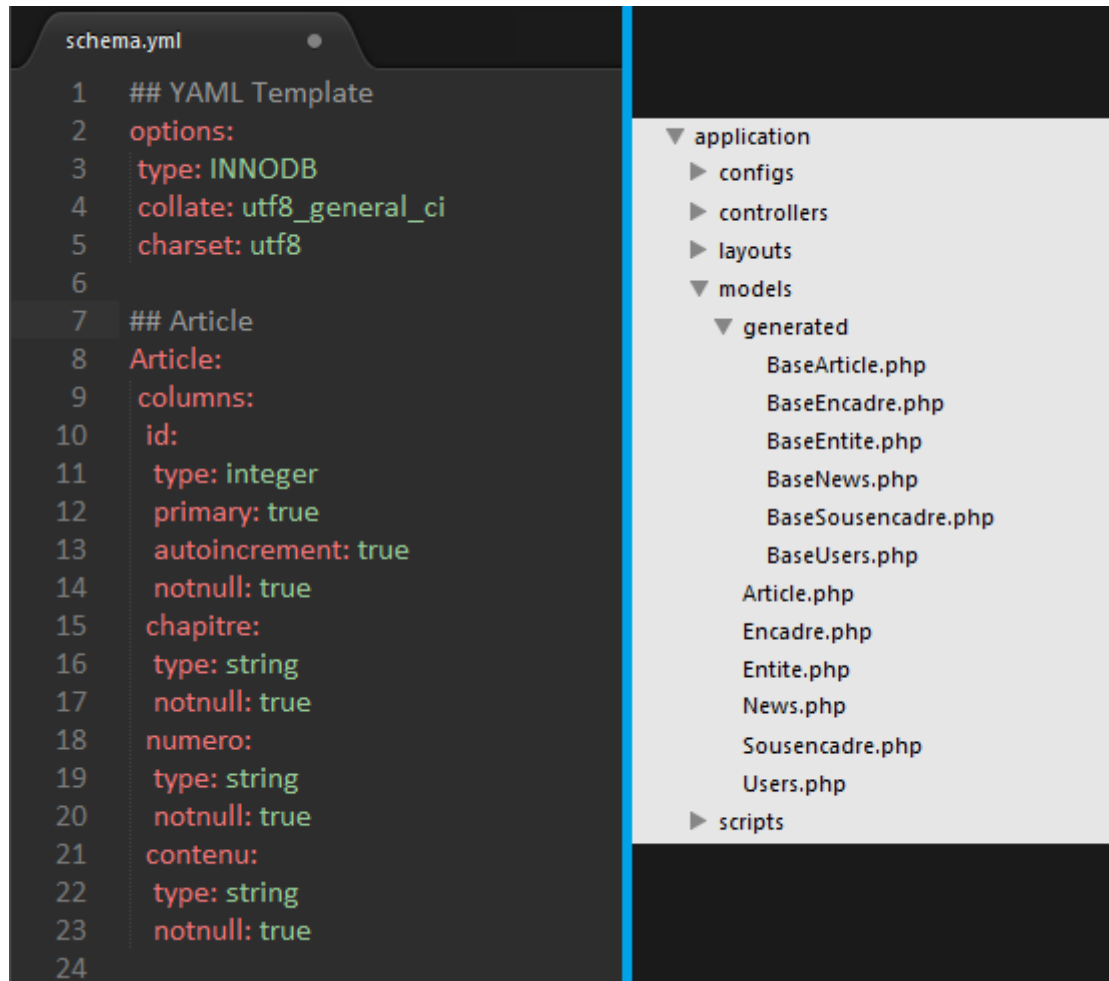 schema.yml
1 ## YAML Template
2 options:
3 type: INNODB
4 collate: utf8_general_ci
5 charset: utf8
6
7 ## Article
8 Article:
9 columns:
10 id:
11 type: integer
12 primary: true
13 autoincrement: true
14 notnull: true
15 chapitre:
16 type: string
17 notnull: true
18 numero:
19 type: string
20 notnull: true
21 contenu:
22 type: string
23 notnull: true
24
application
configs
controllers
layouts
models
generated
BaseArticle.php
BaseEncadre.php
BaseEntite.php
BaseNews.php
BaseSousencadre.php
BaseUsers.php
Article.php
Encadre.php
Entite.php
News.php
Sousencadre.php
Users.php
scripts